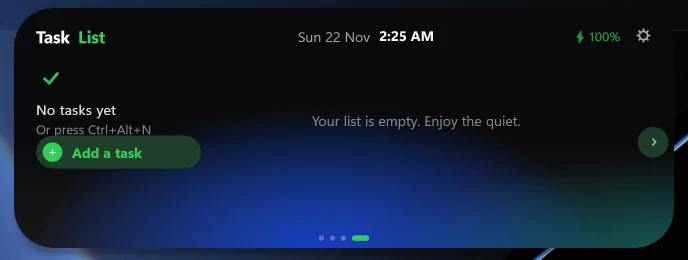 Task List
Sun 22 Nov 2:25 AM
100%
No tasks yet
Or press Ctrl+Alt+N
Add a task
Your list is empty. Enjoy the quiet.